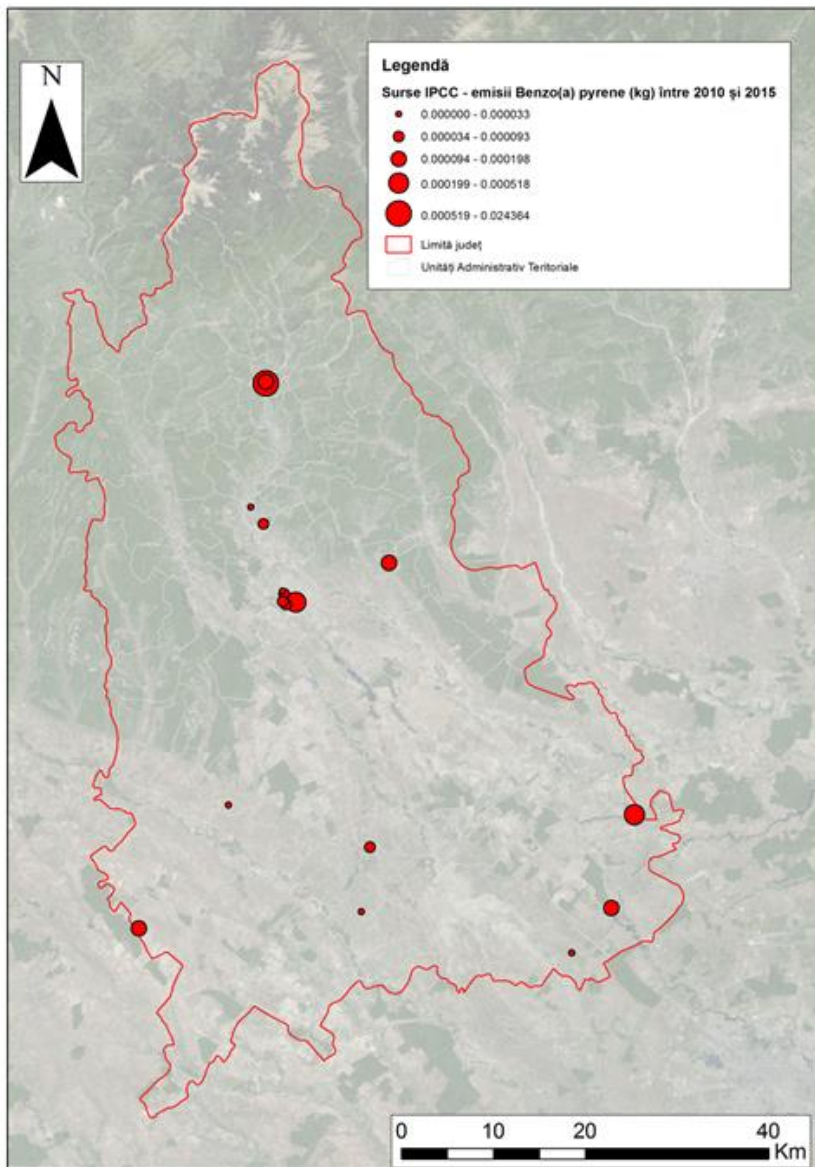 N
Legendă
Surse IPCC - emisii Benzo(a) pyrene (kg) între 2010 și 2015
0.000000 - 0.000033
0.000034 - 0.000093
0.000094 - 0.000198
0.000199 - 0.000518
0.000519 - 0.024364
Limită județ
Unități Administrativ Teritoriale
0 10 20 40
Km